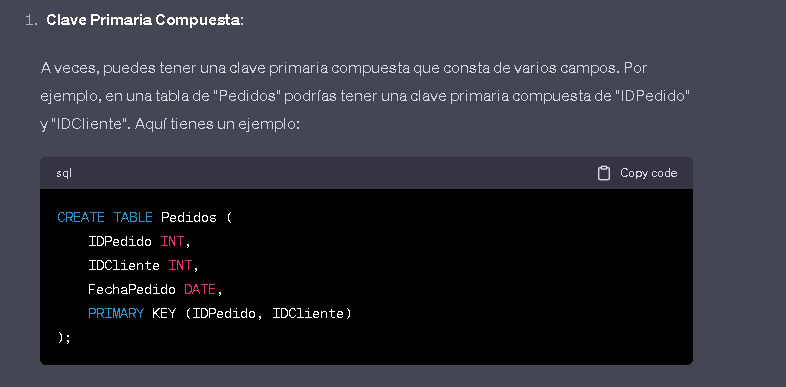 1. Clave Primaria Compuesta:
A veces, puedes tener una clave primaria compuesta que consta de varios campos. Por
ejemplo, en una tabla de "Pedidos" podrías tener una clave primaria compuesta de "IDPedido"
y "IDCliente". Aquí tienes un ejemplo:
sql Copy code
CREATE TABLE Pedidos (
    IDPedido INT,
    IDCliente INT,
    FechaPedido DATE,
    PRIMARY KEY (IDPedido, IDCliente)
);